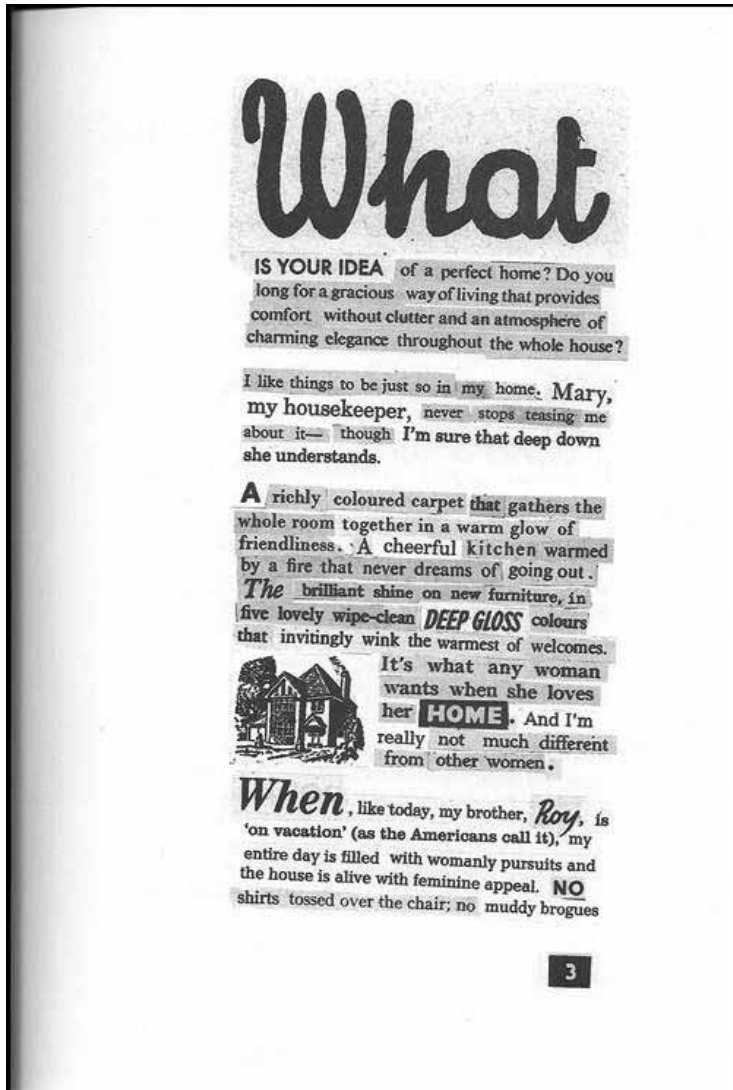 What
IS YOUR IDEA of a perfect home? Do you
long for a gracious way of living that provides
comfort without clutter and an atmosphere of
charming elegance throughout the whole house?
I like things to be just so in my home. Mary,
my housekeeper, never stops teasing me
about it— though I'm sure that deep down
she understands.
A richly coloured carpet that gathers the
whole room together in a warm glow of
friendliness. A cheerful kitchen warmed
by a fire that never dreams of going out.
The brilliant shine on new furniture, in
five lovely wipe-clean DEEP GLOSS colours
that invitingly wink the warmest of welcomes.
It's what any woman
wants when she loves
her HOME. And I'm
really not much different
from other women.
When, like today, my brother, Roy, is
'on vacation' (as the Americans call it), my
entire day is filled with womanly pursuits and
the house is alive with feminine appeal. NO
shirts tossed over the chair; no muddy brogues
3